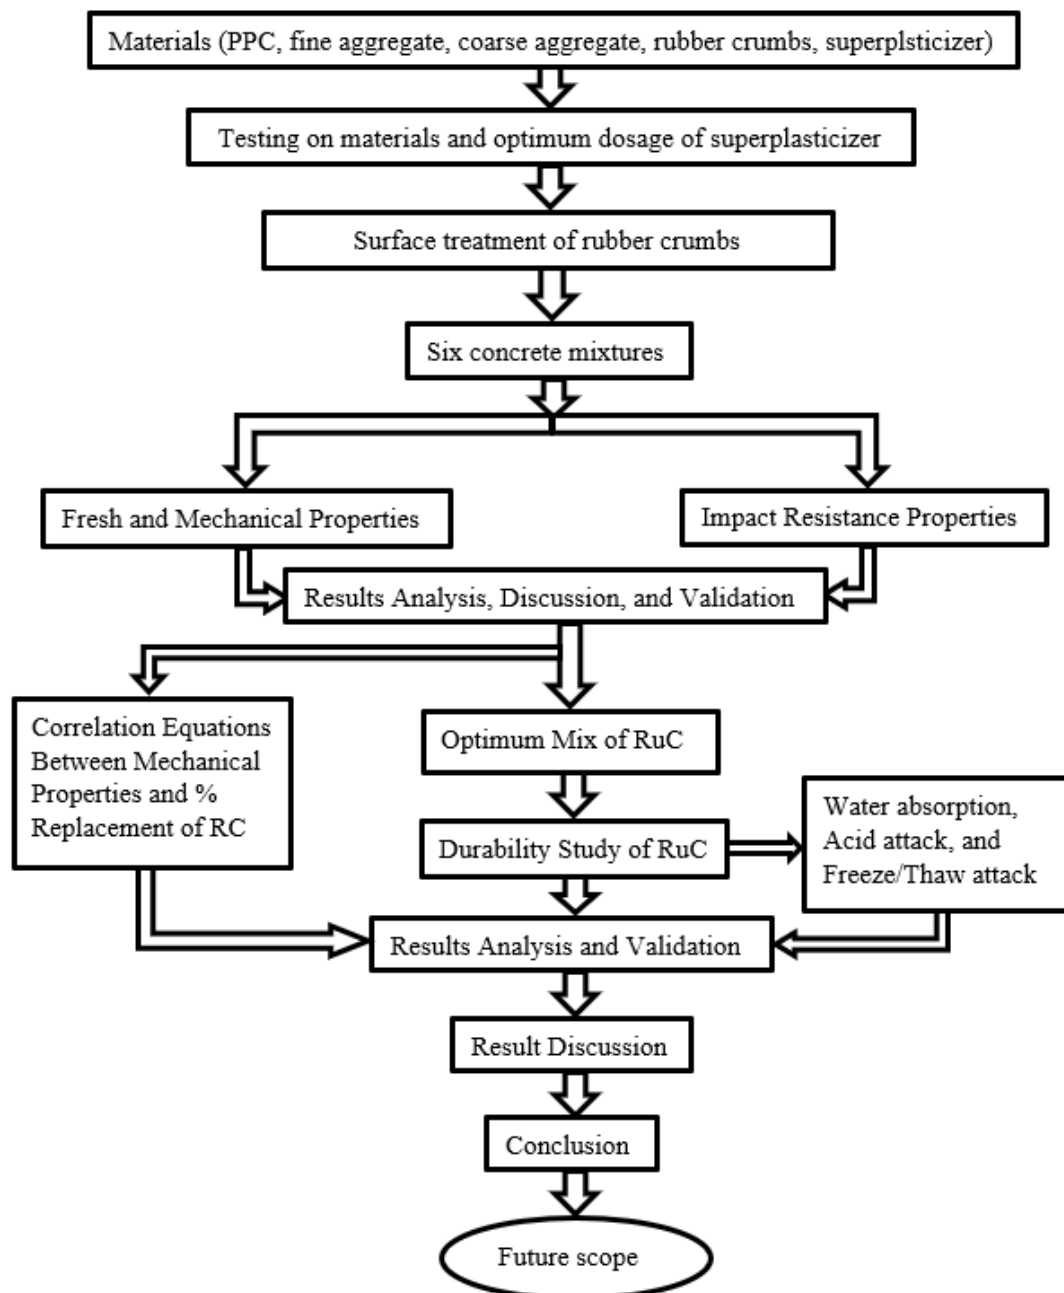 Materials (PPC, fine aggregate, coarse aggregate, rubber crumbs, superplsticizer)
Testing on materials and optimum dosage of superplasticizer
Surface treatment of rubber crumbs
Six concrete mixtures
Fresh and Mechanical Properties
Impact Resistance Properties
Results Analysis, Discussion, and Validation
Correlation Equations
Between Mechanical
Properties and %
Replacement of RC
Optimum Mix of RuC
Durability Study of RuC
Water absorption,
Acid attack, and
Freeze/Thaw attack
Results Analysis and Validation
Result Discussion
Conclusion
Future scope